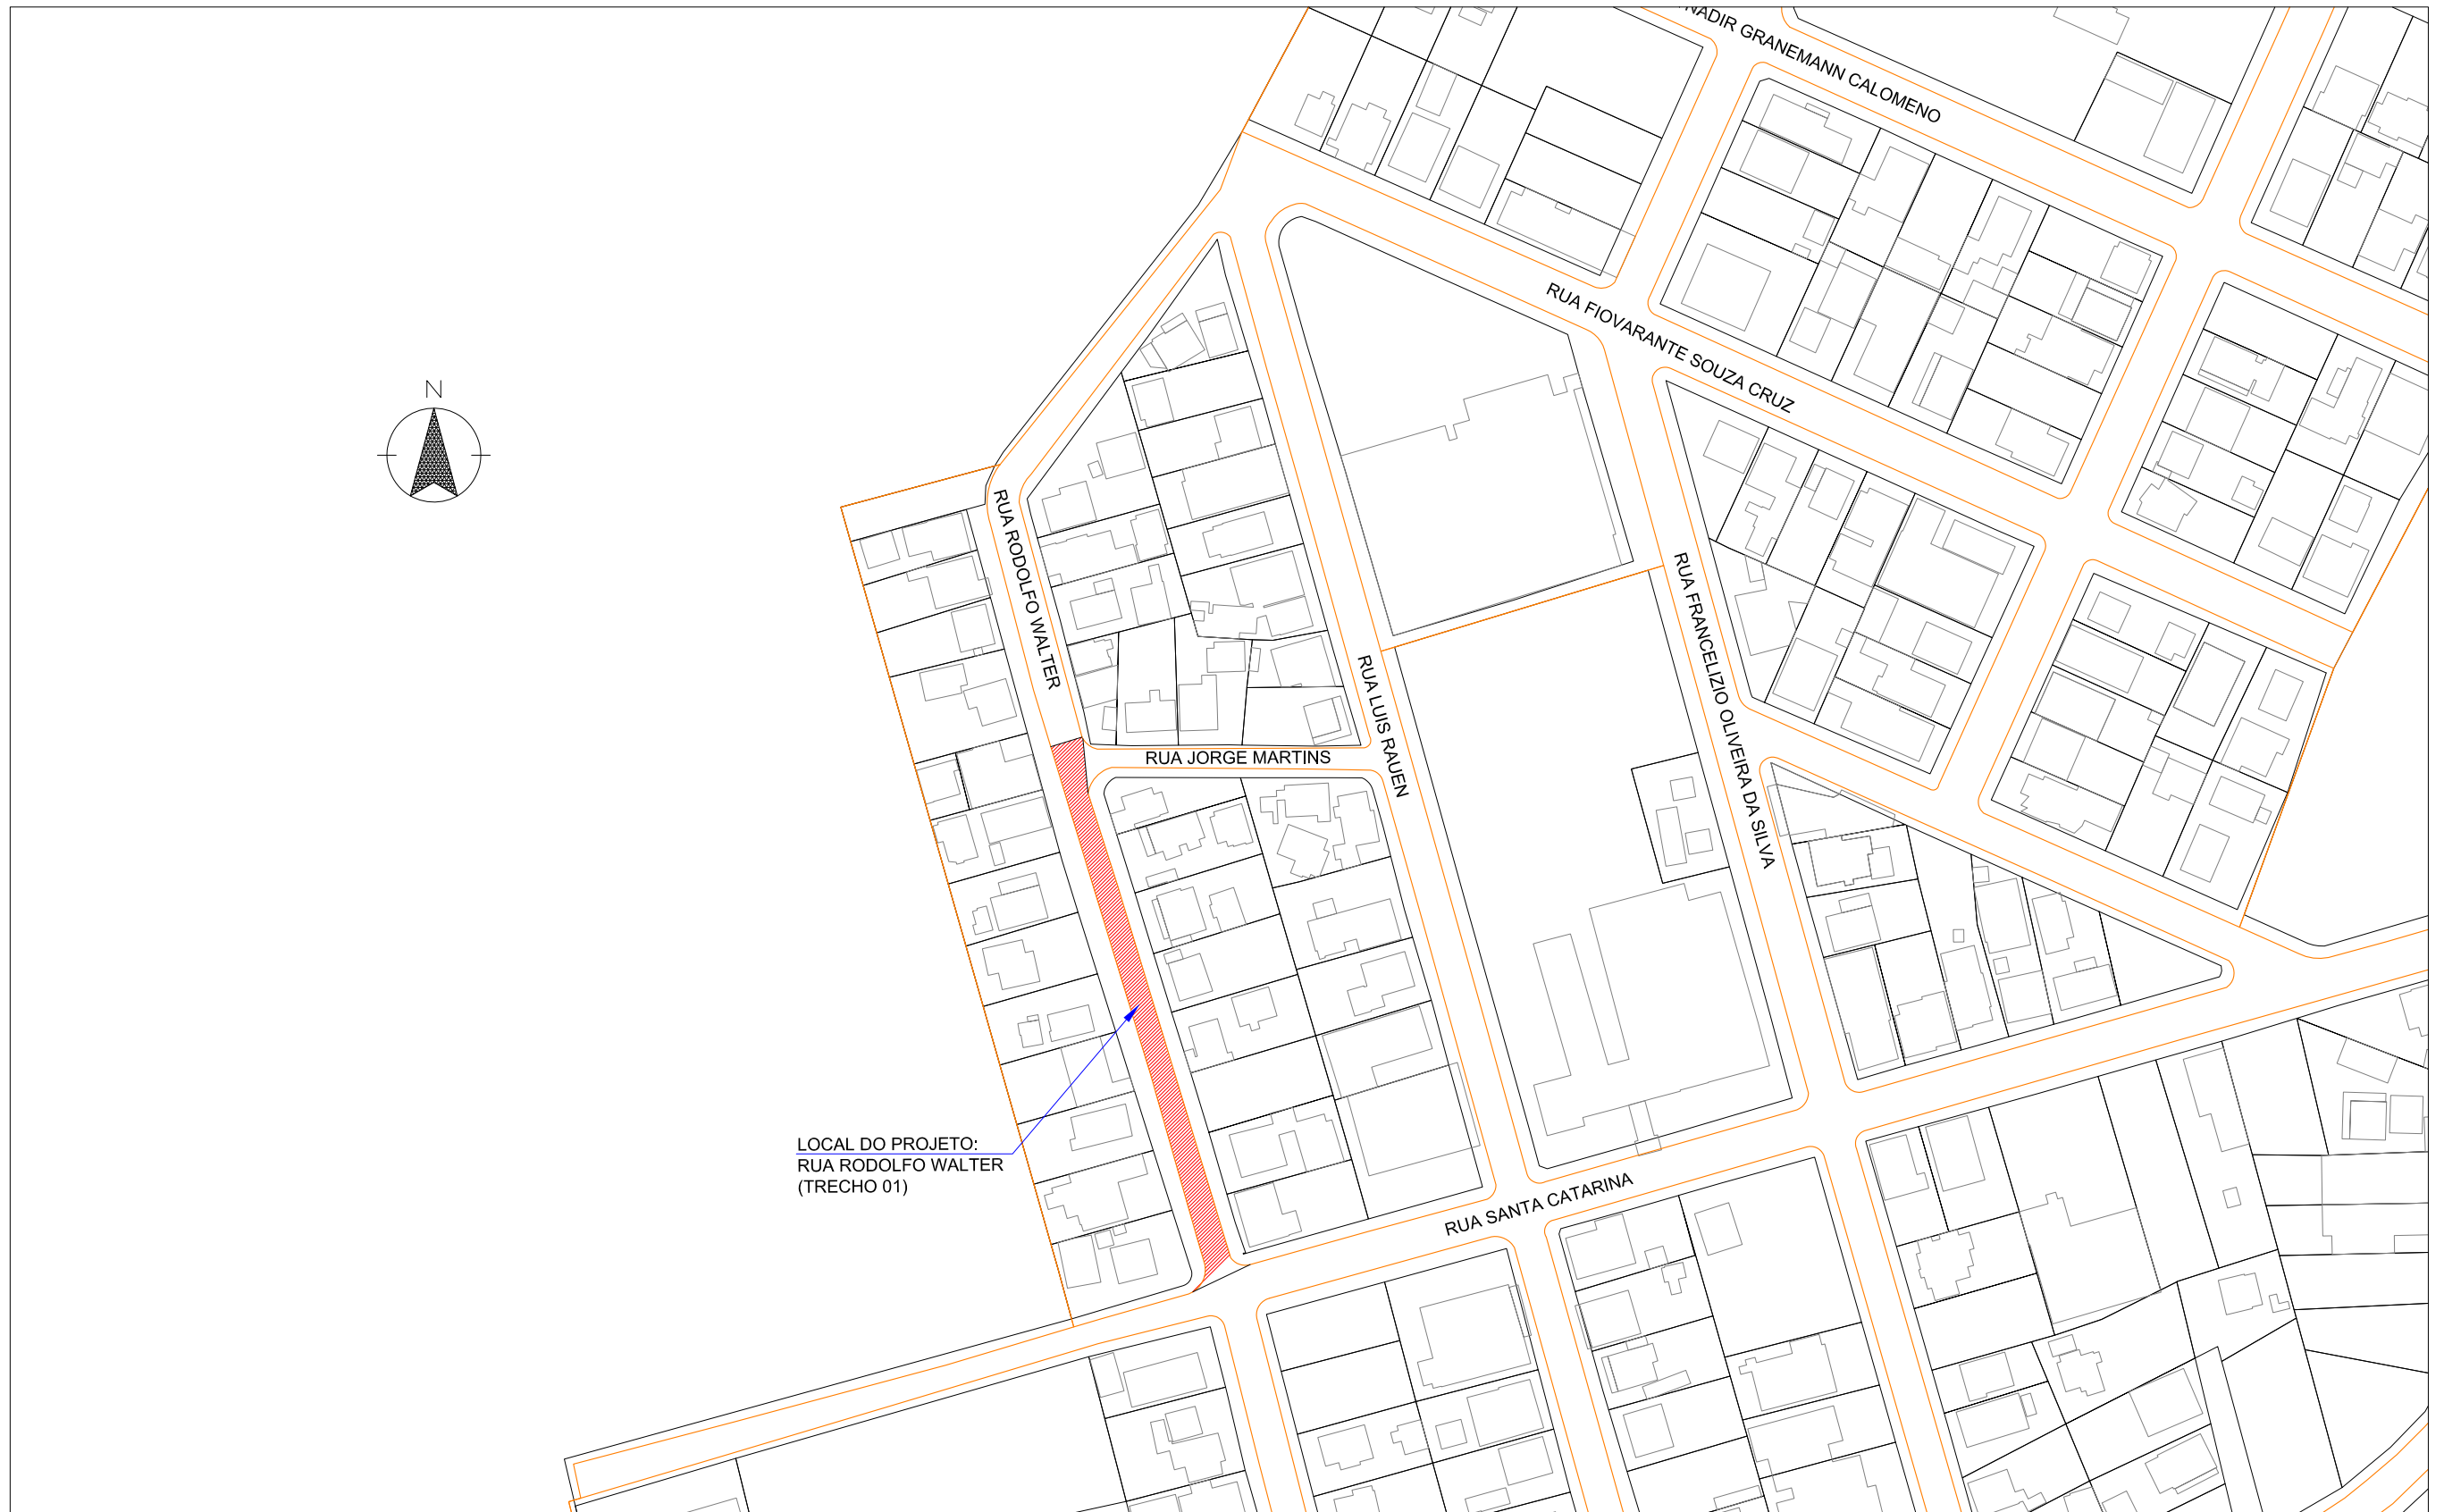 NADIR GRANEMANN CALOMENO
RUA FIOVARANTE SOUZA CRUZ
N
RUA RODOLFO WALTER
RUA FRANCELIZIO OLIVEIRA DA SILVA
RUA LUIS RAUEN
RUA JORGE MARTINS
LOCAL DO PROJETO:
RUA RODOLFO WALTER
(TRECHO 01)
RUA SANTA CATARINA